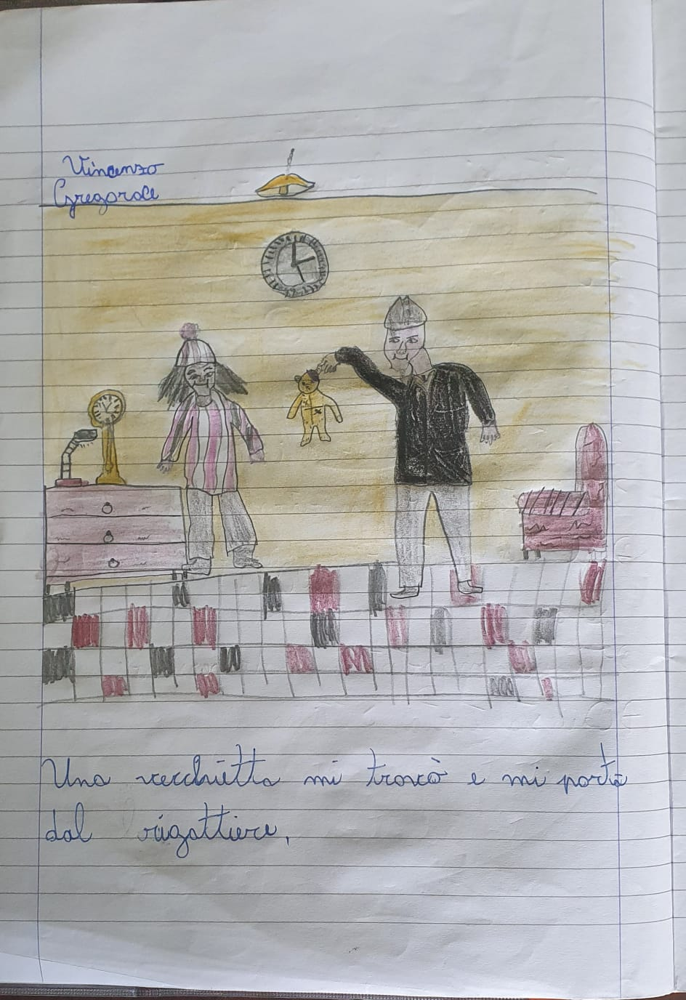 Vincenzo
Gregorace
Una vecchietta mi trovò e mi portò
dal rigattiere,